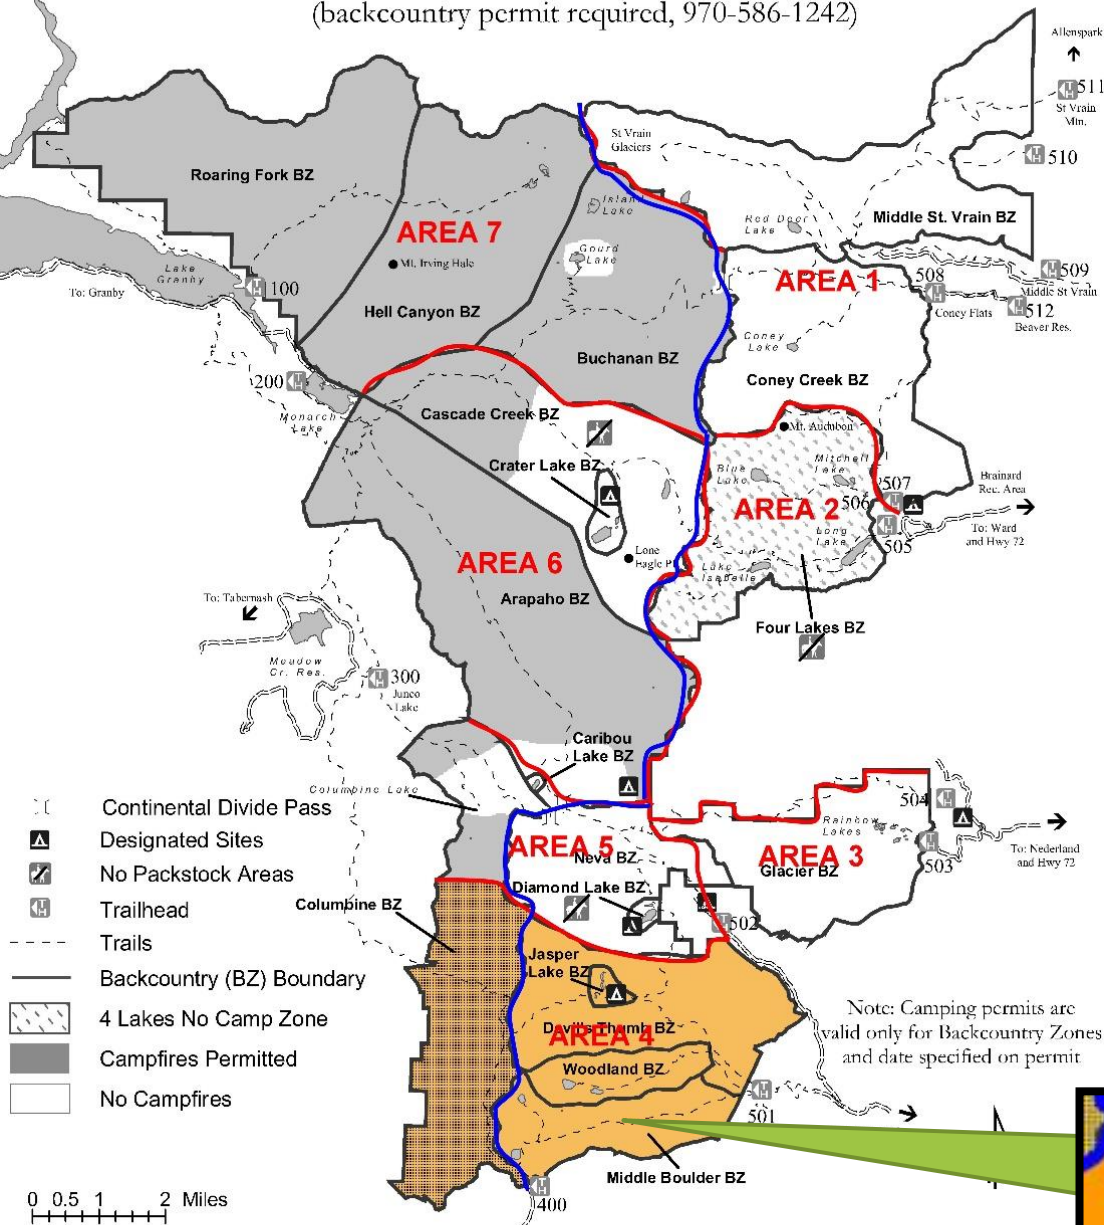 (backcountry permit required, 970-586-1242)
Allenspark
511
St Vrain
Mtn.
St Vrain
Glaciers
510
Roaring Fork BZ
Island
Lake
Red Deer
Lake
Middle St. Vrain BZ
AREA 7
Gourd
Lake
Mt. Irving Hale
Lake
Granby
To: Granby
100
AREA 1
508
509
Middle St Vrain
Coney Flats
512
Beaver Res.
Hell Canyon BZ
Coney
Lake
Buchanan BZ
200
Coney Creek BZ
Monarch
Lake
Cascade Creek BZ
Mt. Audubon
Crater Lake BZ
Blue
Lake
Mitchell
Lake
507
506
Brainard
Rec. Area
AREA 2
505
To: Ward
and Hwy 72
Long
Lake
Lone
Eagle P
AREA 6
Lake
Isabelle
Arapaho BZ
To: Tabernash
Four Lakes BZ
Meadow
Cr. Res.
300
Junco
Lake
Caribou
Lake BZ
Columbine Lake
Continental Divide Pass
Designated Sites
No Packstock Areas
Trailhead
Trails
Backcountry (BZ) Boundary
4 Lakes No Camp Zone
Campfires Permitted
No Campfires
504
Rainbow
Lakes
503
To: Nederland
and Hwy 72
AREA 5
Neva BZ
AREA 3
Glacier BZ
Diamond Lake BZ
Columbine BZ
502
Jasper
Lake BZ
Devil's Thumb BZ
AREA 4
Woodland BZ
Note: Camping permits are
valid only for Backcountry Zones
and date specified on permit
501
Middle Boulder BZ
400
0 0.5 1 2 Miles